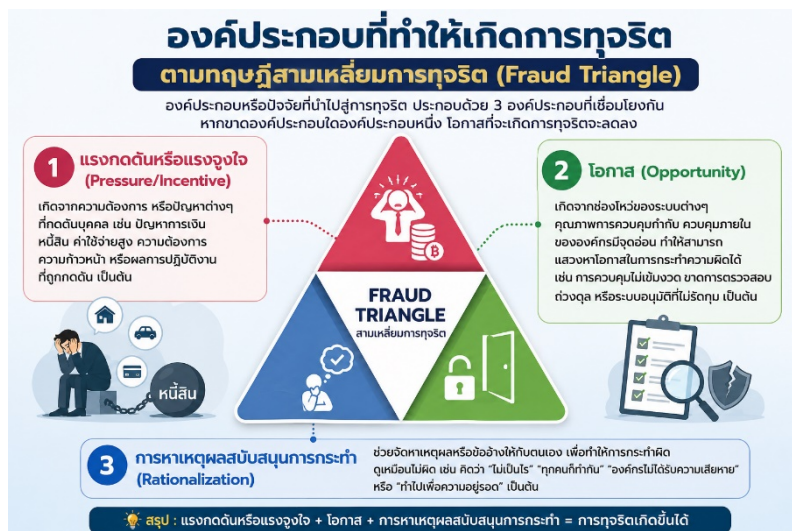 องค์ประกอบที่ทำให้เกิดการทุจริต
ตามทฤษฎีสามเหลี่ยมการทุจริต (Fraud Triangle)
องค์ประกอบหรือปัจจัยที่นำไปสู่การทุจริต ประกอบด้วย 3 องค์ประกอบที่เชื่อมโยงกัน
หากขาดองค์ประกอบใดองค์ประกอบหนึ่ง โอกาสที่จะเกิดการทุจริตจะลดลง
1 แรงกดดันหรือแรงจูงใจ
(Pressure/Incentive)
เกิดจากความต้องการ หรือปัญหาต่างๆ
ที่กดดันบุคคล เช่น ปัญหาการเงิน
หนี้สิน ค่าใช้จ่ายสูง ความต้องการ
ความก้าวหน้า หรือผลการปฏิบัติงาน
ที่ถูกกดดัน เป็นต้น
หนี้สิน
2 โอกาส (Opportunity)
เกิดจากช่องโหว่ของระบบต่างๆ
คุณภาพการควบคุมกำกับ ควบคุมภายใน
ขององค์กรมีจุดอ่อน ทำให้สามารถ
แสวงหาโอกาสในการกระทำความผิดได้
เช่น การควบคุมไม่เข้มงวด ขาดการตรวจสอบ
ถ่วงดุล หรือระบบอนุมัติที่ไม่รัดกุม เป็นต้น
FRAUD
TRIANGLE
สามเหลี่ยมการทุจริต
3 การหาเหตุผลสนับสนุนการกระทำ
(Rationalization)
ช่วยจัดหาเหตุผลหรือข้ออ้างให้กับตนเอง เพื่อทำให้การกระทำผิด
ดูเหมือนไม่ผิด เช่น คิดว่า "ไม่เป็นไร" "ทุกคนก็ทำกัน" "องค์กรไม่ได้รับความเสียหาย"
หรือ "ทำไปเพื่อความอยู่รอด" เป็นต้น
สรุป : แรงกดดันหรือแรงจูงใจ + โอกาส + การหาเหตุผลสนับสนุนการกระทำ = การทุจริตเกิดขึ้นได้